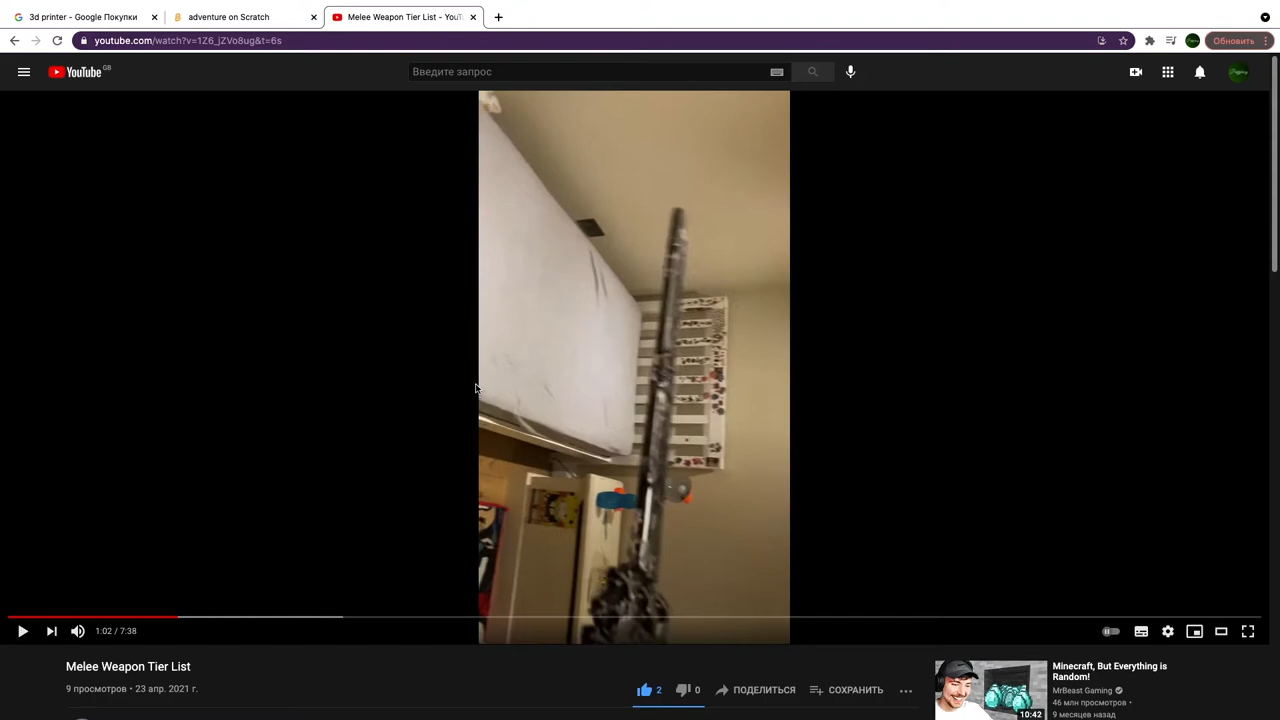 3d printer - Google Покупки
adventure on Scratch
Melee Weapon Tier List - YouTu
youtube.com/watch?v=1Z6_jZVo8ug&t=6s
Обновить
YouTube GB
Введите запрос
1:02 / 7:38
Melee Weapon Tier List
9 просмотров • 23 апр. 2021 г.
2
0
ПОДЕЛИТЬСЯ
СОХРАНИТЬ
10:42
Minecraft, But Everything is
Random!
MrBeast Gaming
46 млн просмотров •
9 месяцев назад